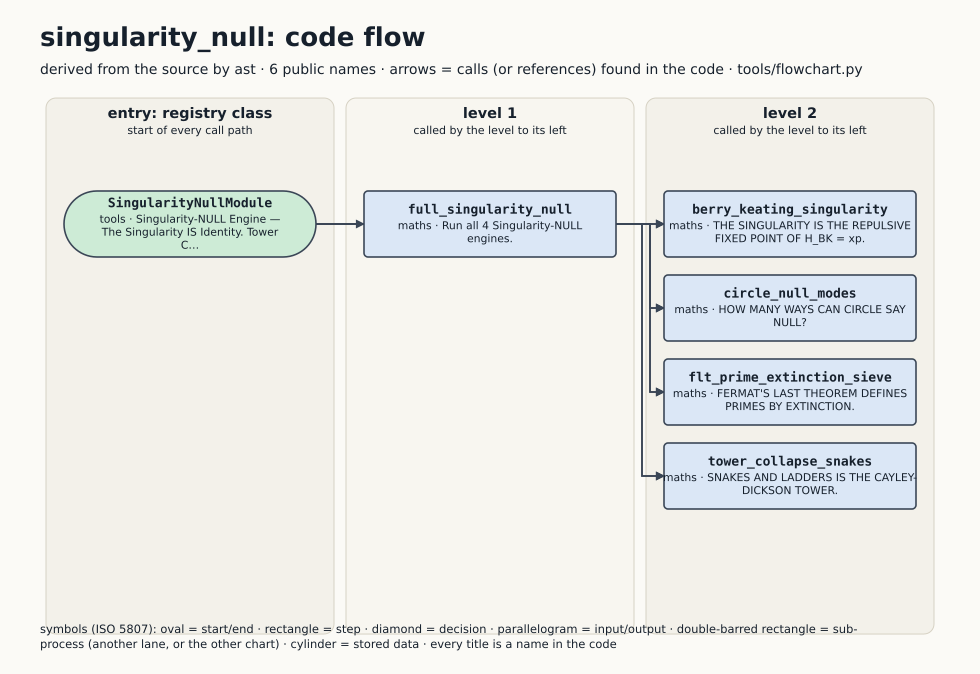 singularity_null: code flow
derived from the source by ast · 6 public names · arrows = calls (or references) found in the code · tools/flowchart.py
entry: registry class
start of every call path
SingularityNullModule
tools · Singularity-NULL Engine —
The Singularity IS Identity. Tower
C…
level 1
called by the level to its left
full_singularity_null
maths · Run all 4 Singularity-NULL
engines.
level 2
called by the level to its left
berry_keating_singularity
maths · THE SINGULARITY IS THE REPULSIVE
FIXED POINT OF H_BK = xp.
circle_null_modes
maths · HOW MANY WAYS CAN CIRCLE SAY
NULL?
flt_prime_extinction_sieve
maths · FERMAT'S LAST THEOREM DEFINES
PRIMES BY EXTINCTION.
tower_collapse_snakes
maths · SNAKES AND LADDERS IS THE CAYLEY-
DICKSON TOWER.
symbols (ISO 5807): oval = start/end · rectangle = step · diamond = decision · parallelogram = input/output · double-barred rectangle = sub-
process (another lane, or the other chart) · cylinder = stored data · every title is a name in the code